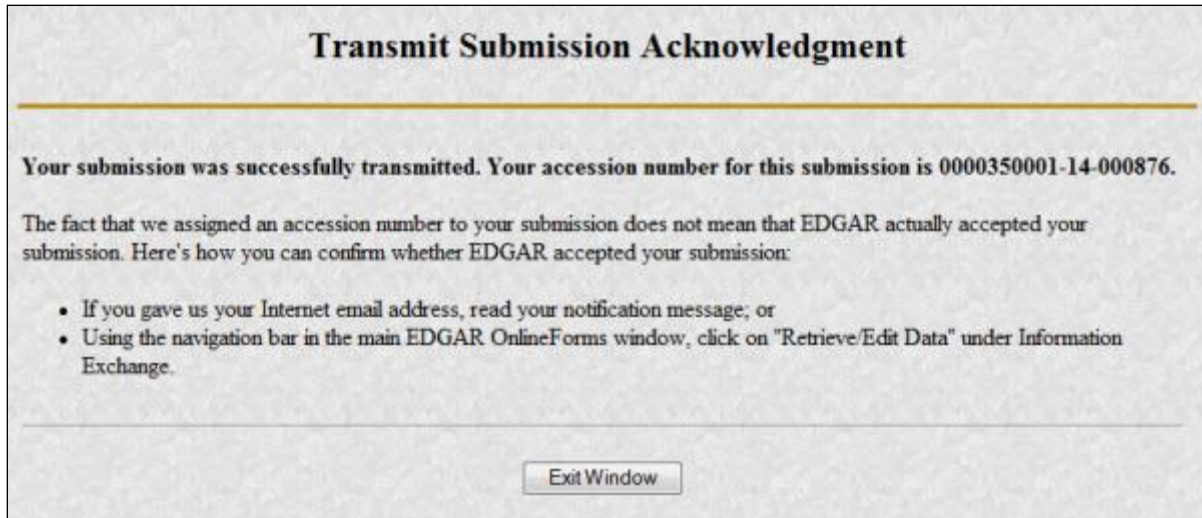 Transmit Submission Acknowledgment
Your submission was successfully transmitted. Your accession number for this submission is 0000350001-14-000876.
The fact that we assigned an accession number to your submission does not mean that EDGAR actually accepted your
submission. Here's how you can confirm whether EDGAR accepted your submission:
• If you gave us your Internet email address, read your notification message; or
• Using the navigation bar in the main EDGAR OnlineForms window, click on "Retrieve/Edit Data" under Information
Exchange.
Exit Window